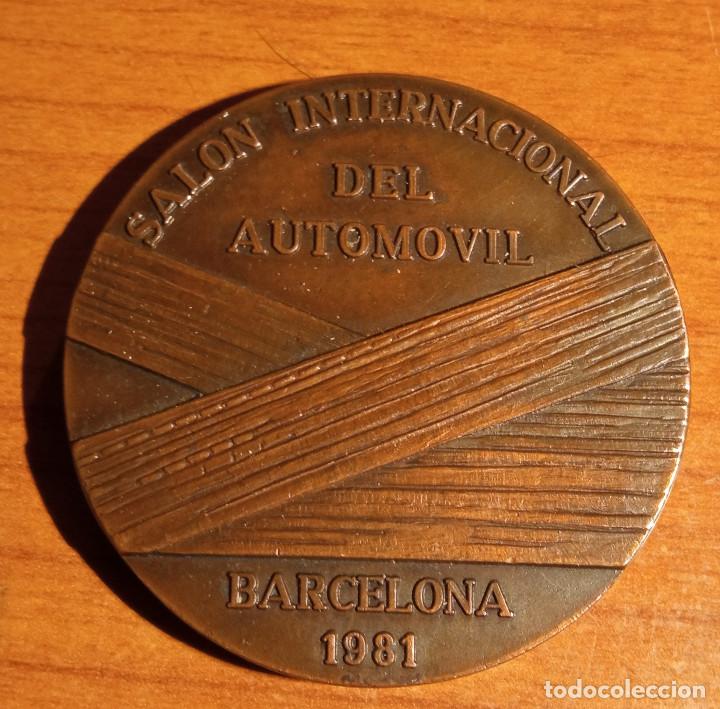 SALON INTERNACIONAL
DEL
AUTOMOVIL
BARCELONA
1981
todocoleccion